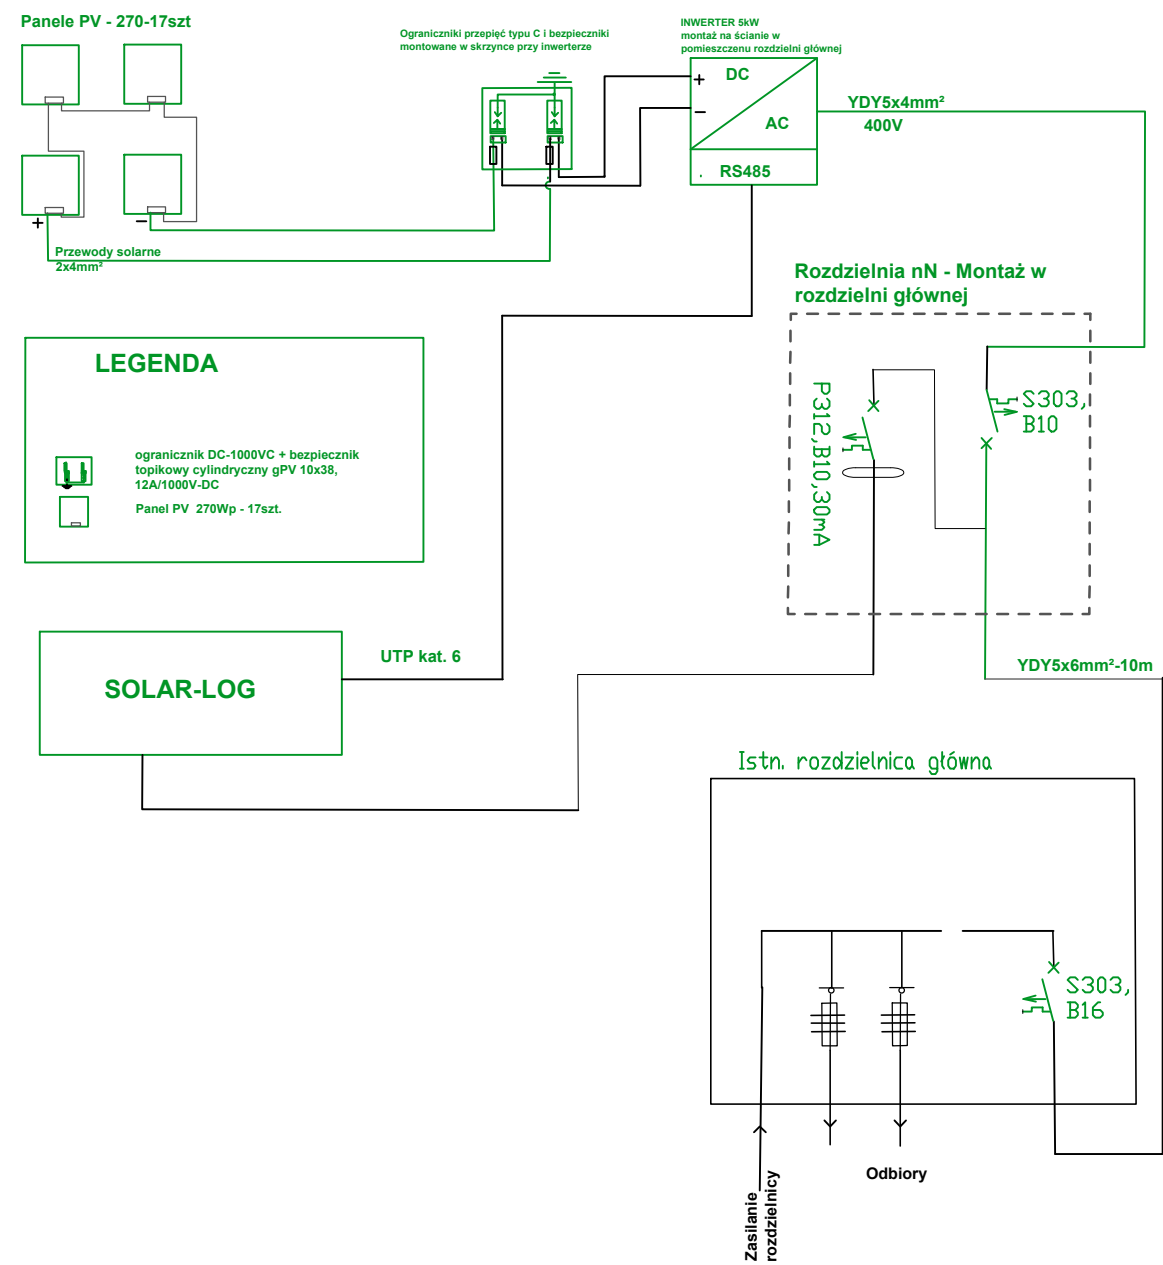 Panele PV - 270-17szt
Ograniczniki przepięć typu C i bezpieczniki
montowane w skrzynce przy inwerterze
INWERTER 5kW
montaż na ścianie w
pomieszczenu rozdzielni głównej
+
DC
−
AC
RS485
YDY5x4mm²
400V
+
−
Przewody solarne
2x4mm²
Rozdzielnia nN - Montaż w
rozdzielni głównej
P312,B10,30mA
S303,
B10
LEGENDA
ogranicznik DC-1000VC + bezpiecznik
topikowy cylindryczny gPV 10x38,
12A/1000V-DC
Panel PV 270Wp - 17szt.
UTP kat. 6
SOLAR-LOG
YDY5x6mm²-10m
Istn. rozdzielnica główna
S303,
B16
Odbiory
Zasilanie
rozdzielnicy